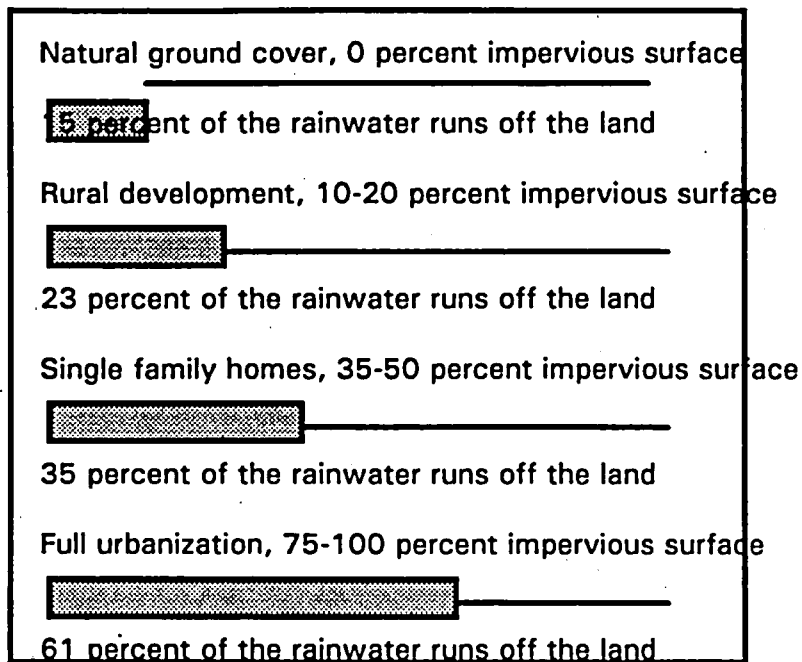 Natural ground cover, 0 percent impervious surface
15 percent of the rainwater runs off the land
Rural development, 10-20 percent impervious surface
23 percent of the rainwater runs off the land
Single family homes, 35-50 percent impervious surface
35 percent of the rainwater runs off the land
Full urbanization, 75-100 percent impervious surface
61 percent of the rainwater runs off the land